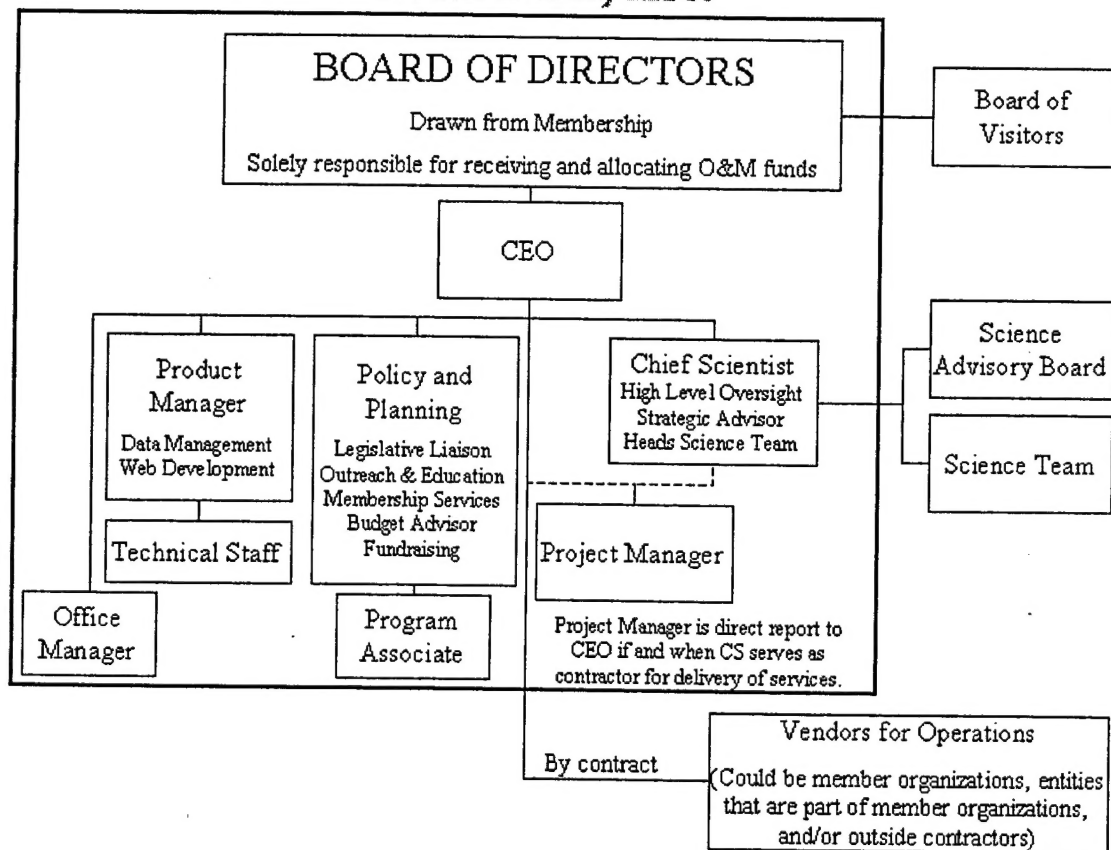 BOARD OF DIRECTORS
Drawn from Membership
Solely responsible for receiving and allocating O&M funds
Board of
Visitors
CEO
Product
Manager
Data Management
Web Development
Policy and
Planning
Legislative Liaison
Outreach & Education
Membership Services
Budget Advisor
Fundraising
Chief Scientist
High Level Oversight
Strategic Advisor
Heads Science Team
Science
Advisory Board
Science Team
Technical Staff
Project Manager
Office
Manager
Program
Associate
Project Manager is direct report to
CEO if and when CS serves as
contractor for delivery of services.
By contract
Vendors for Operations
(Could be member organizations, entities
that are part of member organizations,
and/or outside contractors)